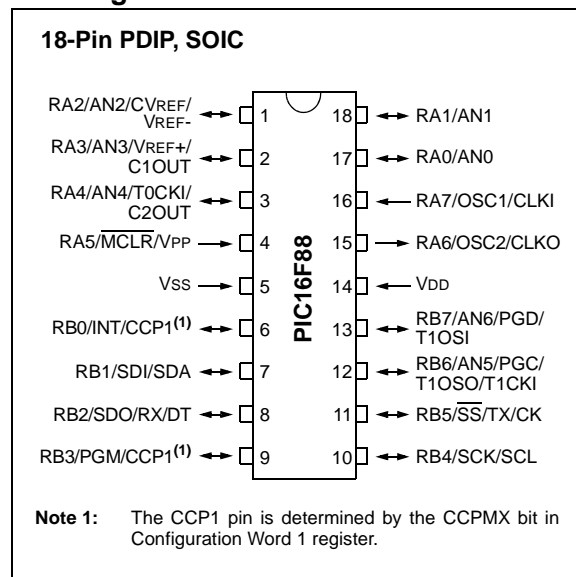 18-Pin PDIP, SOIC
RA2/AN2/CVREF/
VREF-
1
18
RA1/AN1
RA3/AN3/VREF+/
C1OUT
2
17
RA0/AN0
RA4/AN4/T0CKI/
C2OUT
3
16
RA7/OSC1/CLKI
RA5/MCLR/VPP
4
15
RA6/OSC2/CLKO
VSS
5
14
VDD
RB0/INT/CCP1(1)
6
13
RB7/AN6/PGD/
T1OSI
RB1/SDI/SDA
7
12
RB6/AN5/PGC/
T1OSO/T1CKI
RB2/SDO/RX/DT
8
11
RB5/SS/TX/CK
RB3/PGM/CCP1(1)
9
10
RB4/SCK/SCL
PIC16F88
Note 1: The CCP1 pin is determined by the CCPMX bit in
Configuration Word 1 register.